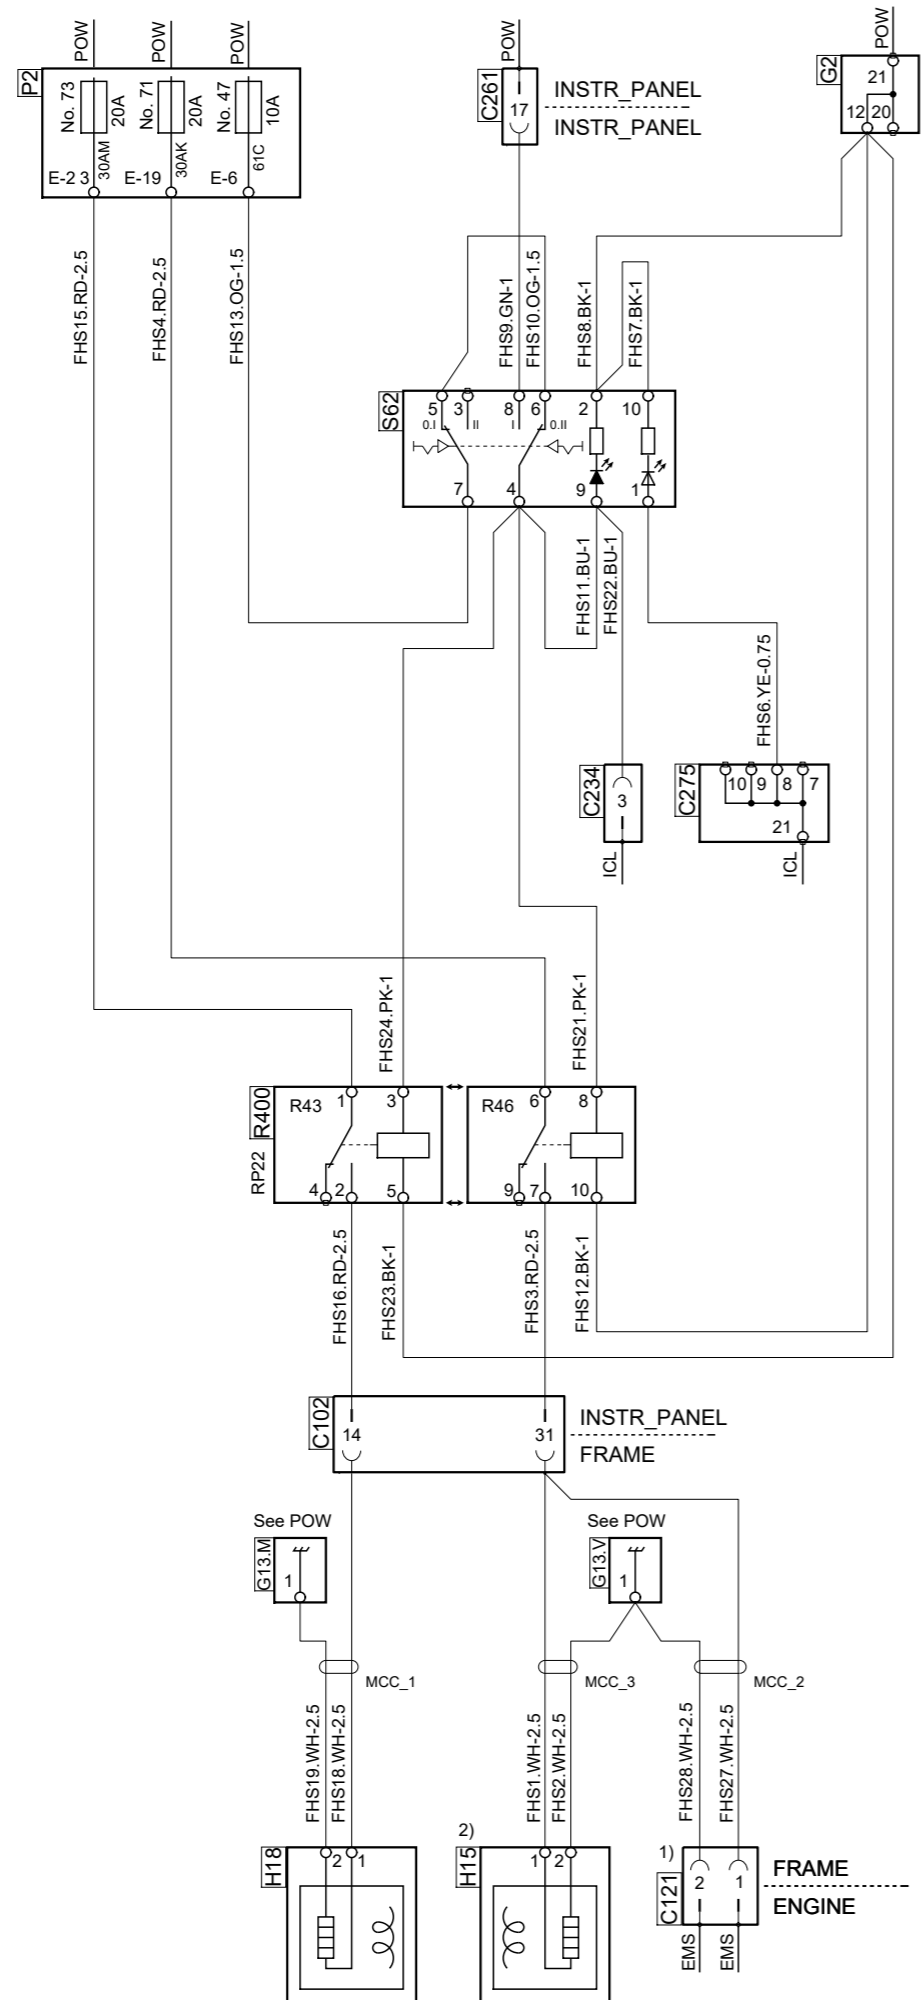 POW
POW
POW
POW
POW
P2
No. 73
20A
No. 71
20A
No. 47
10A
E-2 3
30AM
E-19
30AK
E-6
61C
C261
17
INSTR_PANEL
INSTR_PANEL
G2
21
12
20
FHS15.RD-2.5
FHS4.RD-2.5
FHS13.OG-1.5
FHS9.GN-1
FHS10.OG-1.5
FHS8.BK-1
FHS7.BK-1
S62
5
3
8
6
2
10
0.I
II
I
0.II
7
4
9
1
FHS11.BU-1
FHS22.BU-1
FHS6.YE-0.75
C234
3
ICL
C275
10
9
8
7
21
ICL
FHS24.PK-1
FHS21.PK-1
RP22
R400
R43
1
3
4
2
5
R46
6
8
9
7
10
FHS16.RD-2.5
FHS23.BK-1
FHS3.RD-2.5
FHS12.BK-1
C102
14
31
INSTR_PANEL
FRAME
See POW
G13.M
1
See POW
G13.V
1
MCC_1
MCC_3
MCC_2
FHS19.WH-2.5
FHS18.WH-2.5
FHS1.WH-2.5
FHS2.WH-2.5
FHS28.WH-2.5
FHS27.WH-2.5
H18
2
1
2)
H15
1
2
1)
C121
2
1
FRAME
ENGINE
EMS
EMS